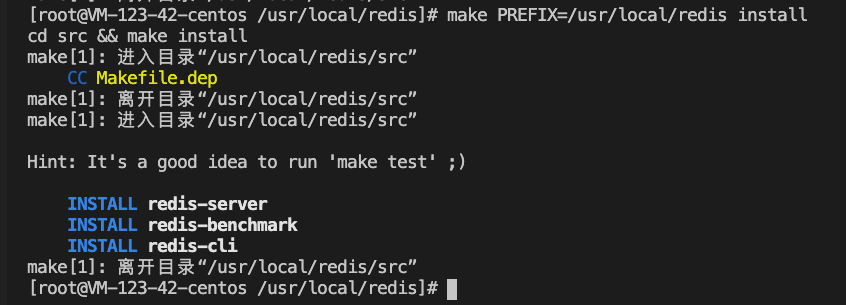 [root@VM-123-42-centos /usr/local/redis]# make PREFIX=/usr/local/redis install
cd src && make install
make[1]: 进入目录“/usr/local/redis/src”
CC Makefile.dep
make[1]: 离开目录“/usr/local/redis/src”
make[1]: 进入目录“/usr/local/redis/src”
Hint: It's a good idea to run 'make test' ;)
INSTALL redis-server
INSTALL redis-benchmark
INSTALL redis-cli
make[1]: 离开目录“/usr/local/redis/src”
[root@VM-123-42-centos /usr/local/redis]#